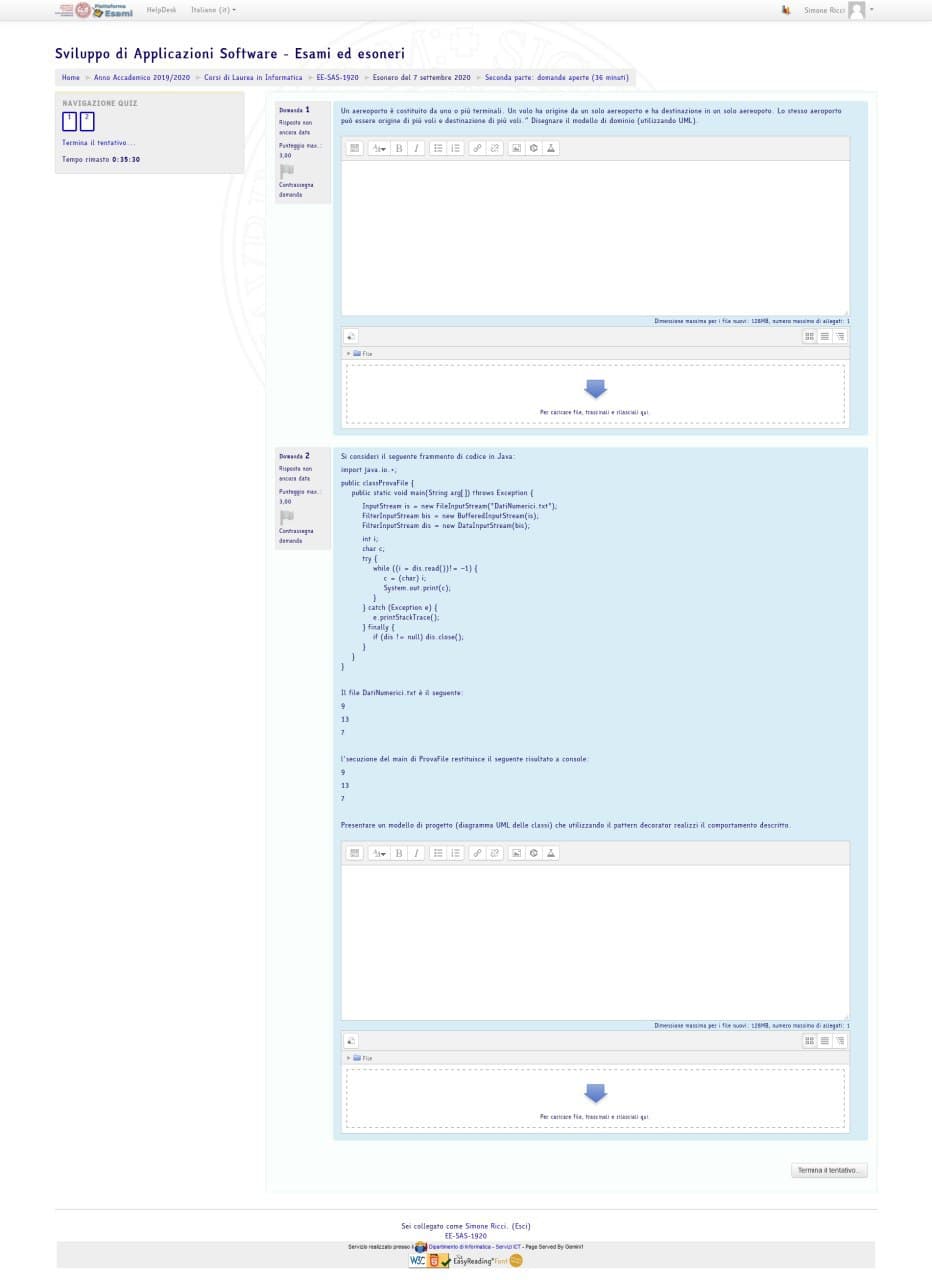 Piattaforma
Esami
HelpDesk
Italiano (it)
Simone Ricci
Sviluppo di Applicazioni Software - Esami ed esoneri
Home ► Anno Accademico 2019/2020 ► Corsi di Laurea in Informatica ► EE-SAS-1920 ► Esonero del 7 settembre 2020 ► Seconda parte: domande aperte (36 minuti)
NAVIGAZIONE QUIZ
1 2
Termina il tentativo...
Tempo rimasto 0:35:30
Domanda 1
Risposta non
ancora data
Punteggio max.:
3,00
Contrassegna
domanda
Un aereoporto è costituito da uno o più terminali. Un volo ha origine da un solo aereoporto e ha destinazione in un solo aereopoto. Lo stesso aeroporto
può essere origine di più voli e destinazione di più voli." Disegnare il modello di dominio (utilizzando UML).
Dimensione massima per i file nuovi: 128MB, numero massimo di allegati: 1
File
Per caricare file, trascinali e rilasciali qui.
Domanda 2
Risposta non
ancora data
Punteggio max.:
3,00
Contrassegna
domanda
Si consideri il seguente frammento di codice in Java:
import java.io.*;
public classProvaFile {
public static void main(String arg[]) throws Exception {
InputStream is = new FileInputStream("DatiNumerici.txt");
FilterInputStream bis = new BufferedInputStream(is);
FilterInputStream dis = new DataInputStream(bis);
int i;
char c;
try {
while ((i = dis.read())!= -1) {
c = (char) i;
System.out.print(c);
}
} catch (Exception e) {
e.printStackTrace();
} finally {
if (dis != null) dis.close();
}
}
}
Il file DatiNumerici.txt è il seguente:
9
13
7
l'secuzione del main di ProvaFile restituisce il seguente risultato a console:
9
13
7
Presentare un modello di progetto (diagramma UML delle classi) che utilizzando il pattern decorator realizzi il comportamento descritto.
Dimensione massima per i file nuovi: 128MB, numero massimo di allegati: 1
File
Per caricare file, trascinali e rilasciali qui.
Termina il tentativo...
Sei collegato come Simone Ricci. (Esci)
EE-SAS-1920
Servizio realizzato presso il Dipartimento di Informatica - Servizi ICT - Page Served By Gemini1
W3C EasyReading Font